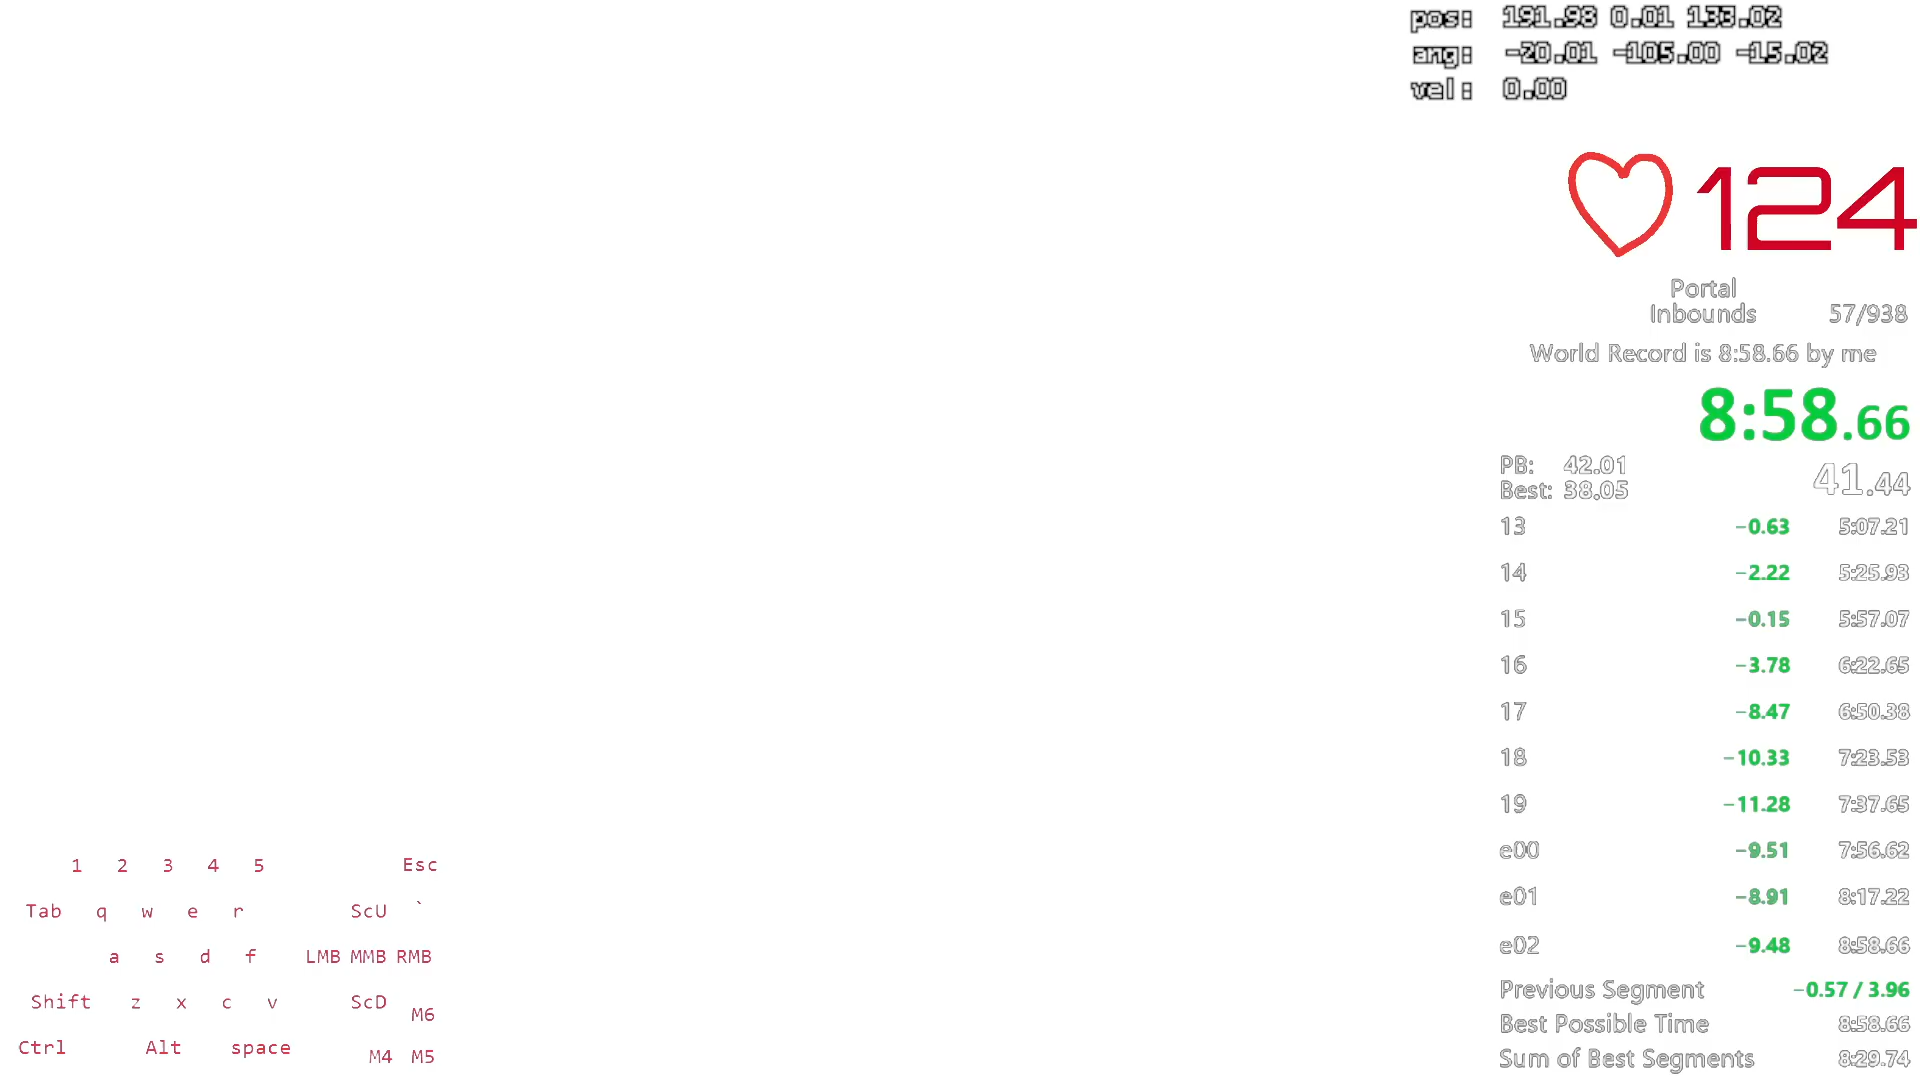 pos: 191.98 0.01 133.02
ang: -20.01 -105.00 -15.02
vel: 0.00
124
Portal
Inbounds 57/938
World Record is 8:58.66 by me
8:58.66
PB: 42.01 41.44
Best: 38.05
13 -0.63 5:07.21
14 -2.22 5:25.93
15 -0.15 5:57.07
16 -3.78 6:22.65
17 -8.47 6:50.38
18 -10.33 7:23.53
19 -11.28 7:37.65
e00 -9.51 7:56.62
e01 -8.91 8:17.22
e02 -9.48 8:58.66
Previous Segment -0.57 / 3.96
Best Possible Time 8:58.66
Sum of Best Segments 8:29.74
1 2 3 4 5 Esc
Tab q w e r ScU `
a s d f LMB MMB RMB
Shift z x c v ScD M6
Ctrl Alt space M4 M5